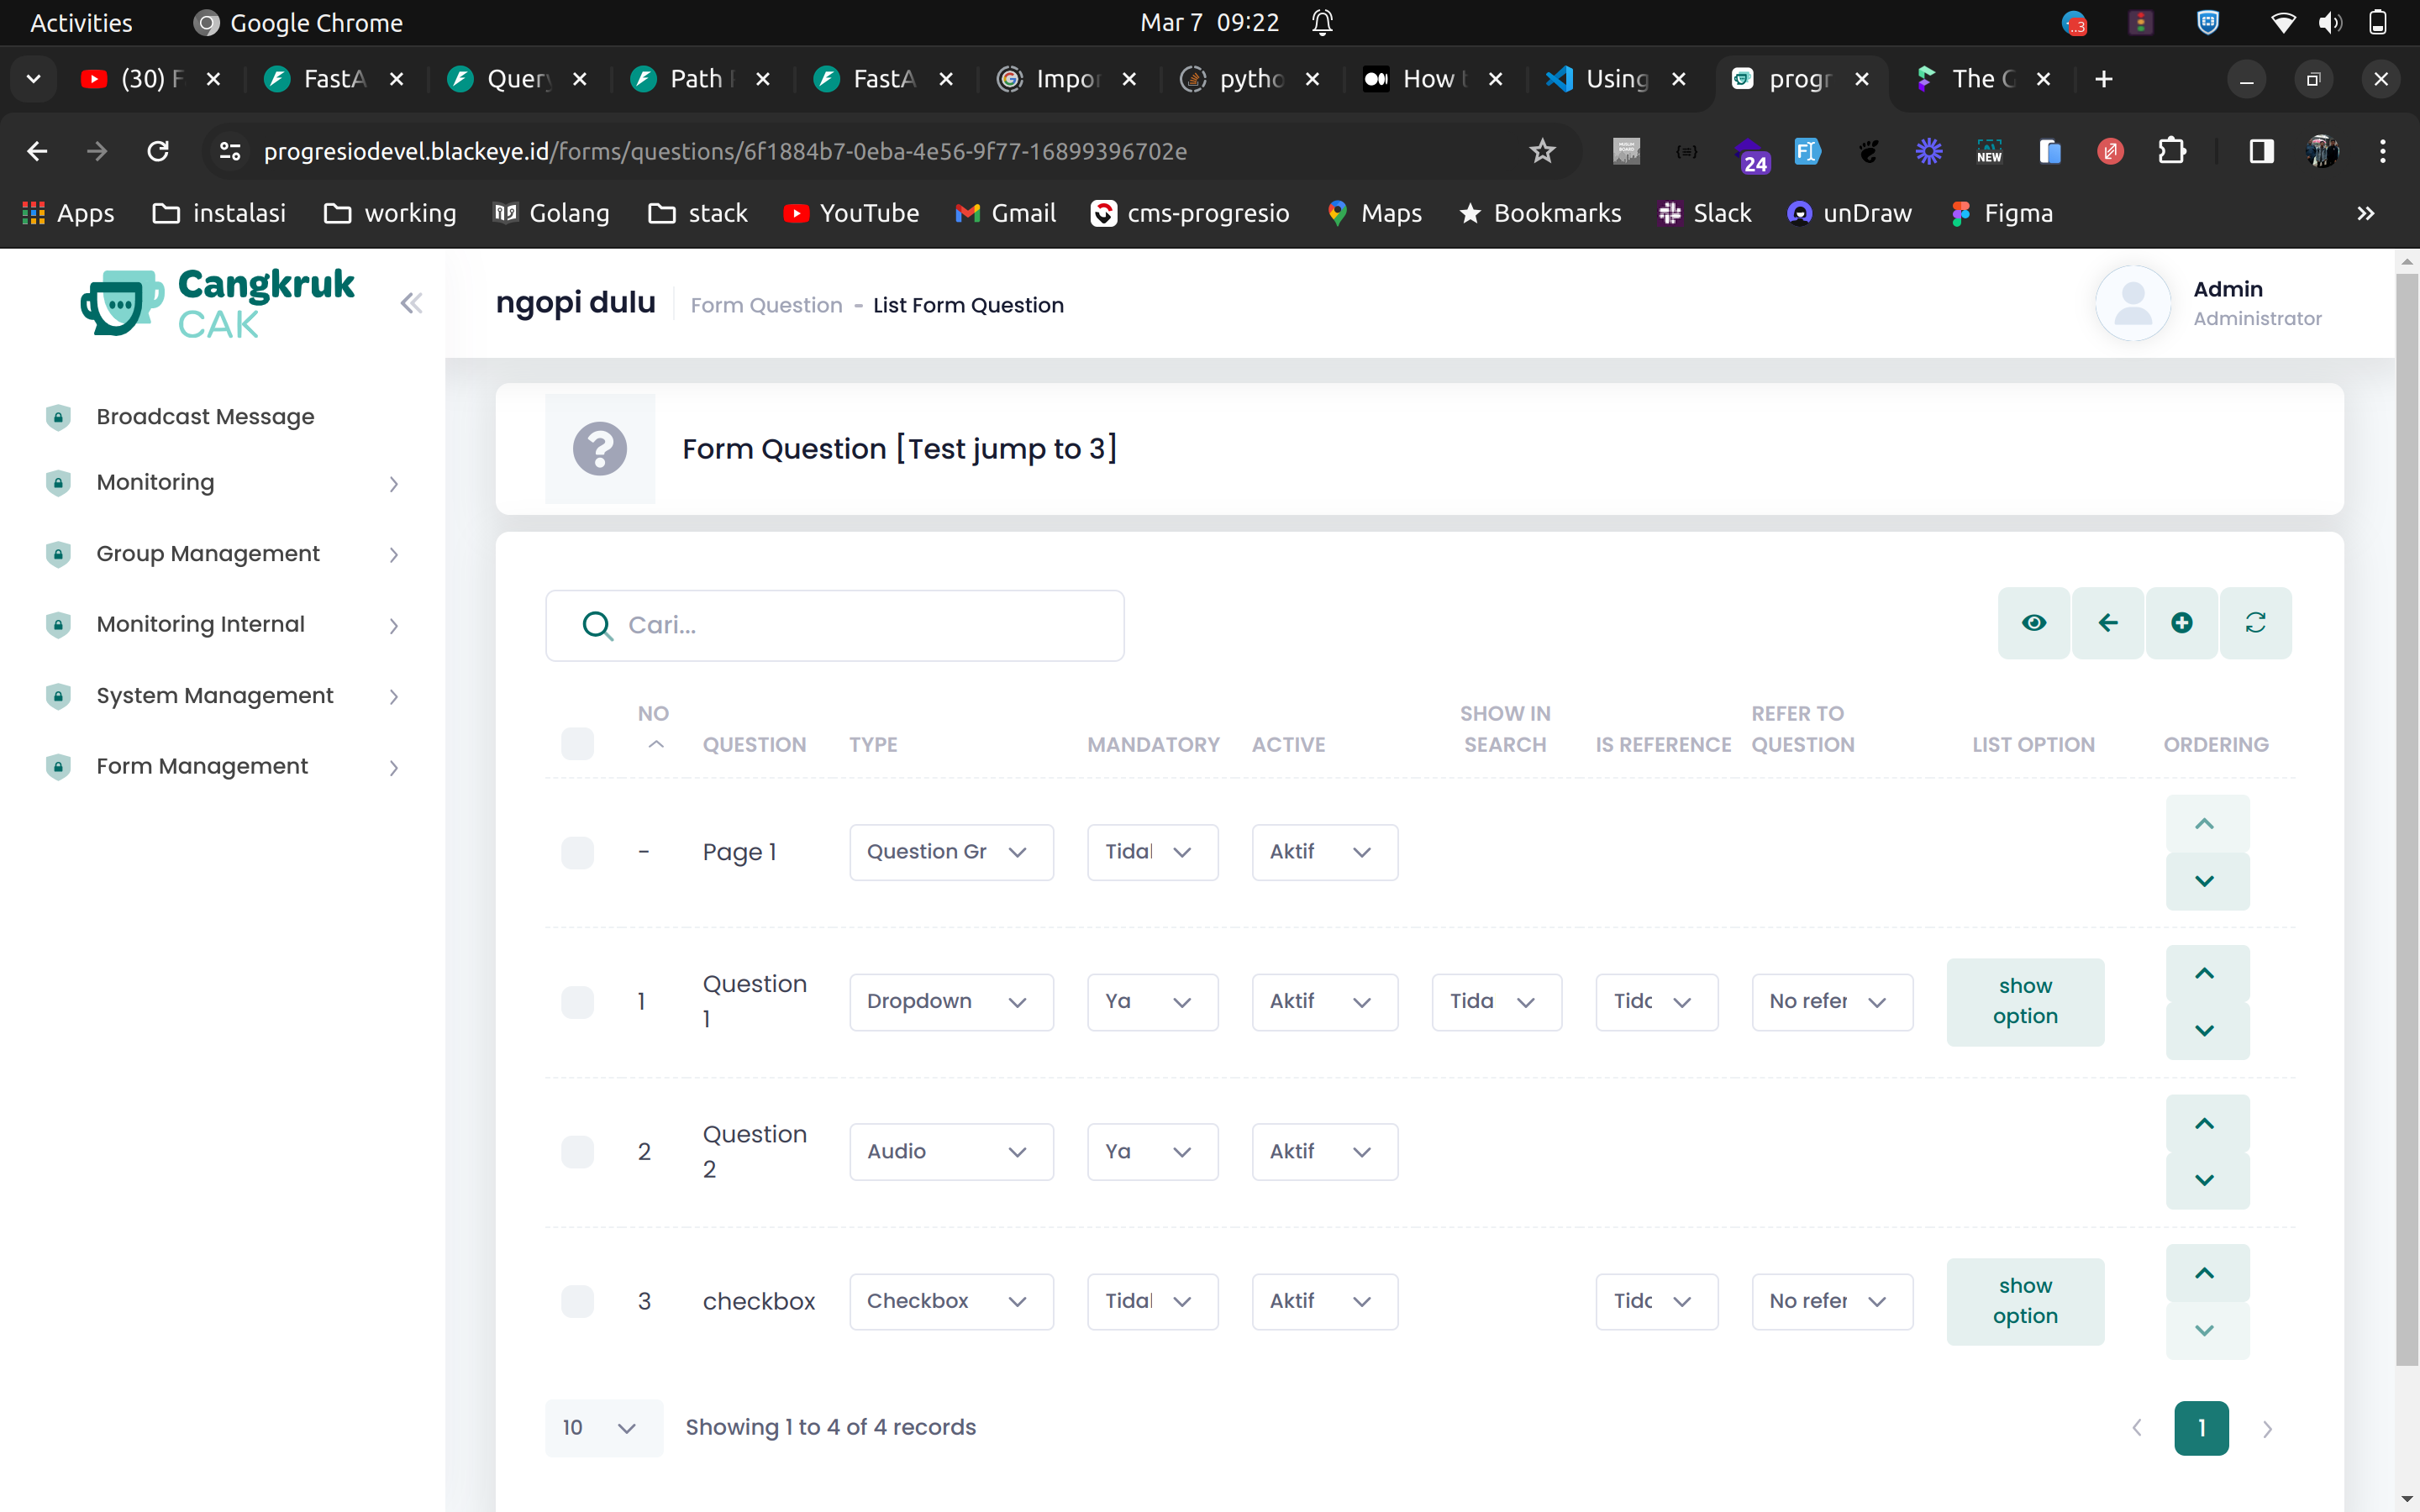 Activities Google Chrome Mar 7 09:22
(30) F FastA Query Path FastA Impor pytho How t Using progr The G
progresiodevel.blackeye.id/forms/questions/6f1884b7-0eba-4e56-9f77-16899396702e 24 NEW
Apps instalasi working Golang stack YouTube Gmail cms-progresio Maps Bookmarks Slack unDraw Figma
Cangkruk
CAK
ngopi dulu Form Question - List Form Question
Admin
Administrator
Broadcast Message
Monitoring
Group Management
Monitoring Internal
System Management
Form Management
Form Question [Test jump to 3]
Cari...
NO QUESTION TYPE MANDATORY ACTIVE SHOW IN SEARCH IS REFERENCE REFER TO QUESTION LIST OPTION ORDERING
- Page 1 Question Gr Tidal Aktif
1 Question 1 Dropdown Ya Aktif Tida Tida No refer show option
2 Question 2 Audio Ya Aktif
3 checkbox Checkbox Tidal Aktif Tida No refer show option
10 Showing 1 to 4 of 4 records 1